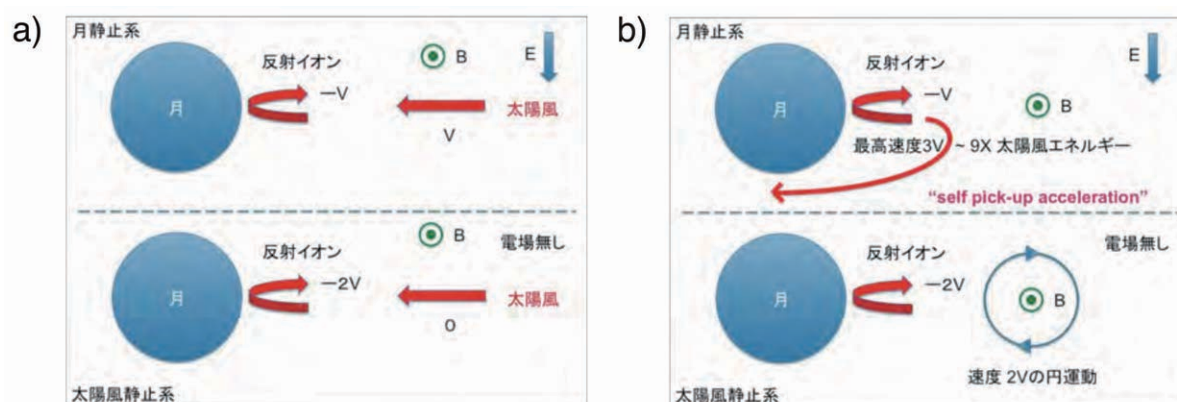 a)
月静止系
反射イオン
B
E
月
−V
太陽風
V
反射イオン
B
電場無し
月
−2V
太陽風
0
太陽風静止系
b)
月静止系
反射イオン
E
月
−V
B
最高速度3V ~ 9X 太陽風エネルギー
“self pick-up acceleration”
反射イオン
電場無し
月
−2V
B
速度 2Vの円運動
太陽風静止系